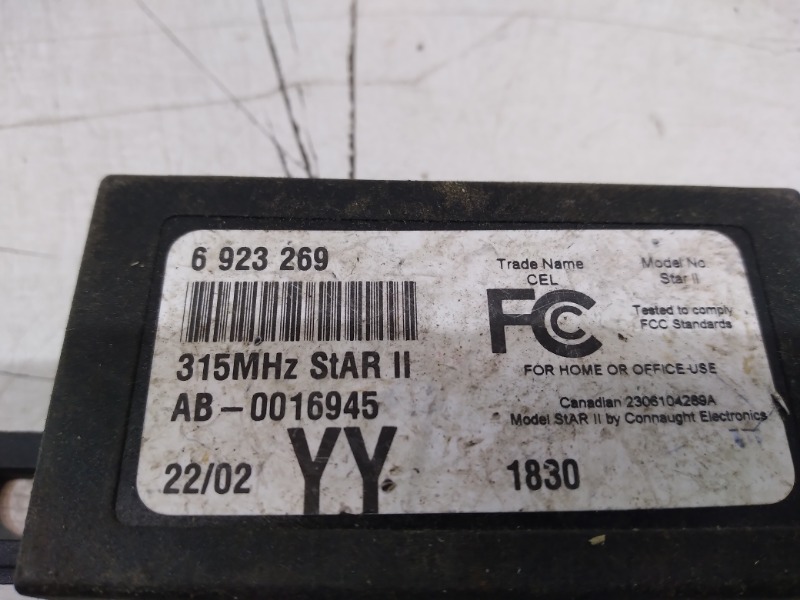 6 923 269
315MHz StAR II
AB-0016945
22/02
YY
1830
Trade Name
CEL
Model No.
Star II
FC
Tested to comply
FCC Standards
FOR HOME OR OFFICE USE
Canadian 2306104269A
Model StAR II by Connaught Electronics